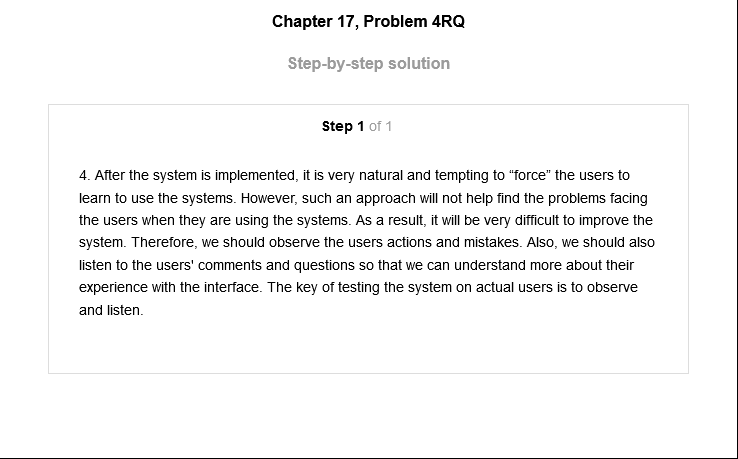 Chapter 17, Problem 4RQ
Step-by-step solution
Step 1 of 1
4. After the system is implemented, it is very natural and tempting to “force” the users to
learn to use the systems. However, such an approach will not help find the problems facing
the users when they are using the systems. As a result, it will be very difficult to improve the
system. Therefore, we should observe the users actions and mistakes. Also, we should also
listen to the users' comments and questions so that we can understand more about their
experience with the interface. The key of testing the system on actual users is to observe
and listen.